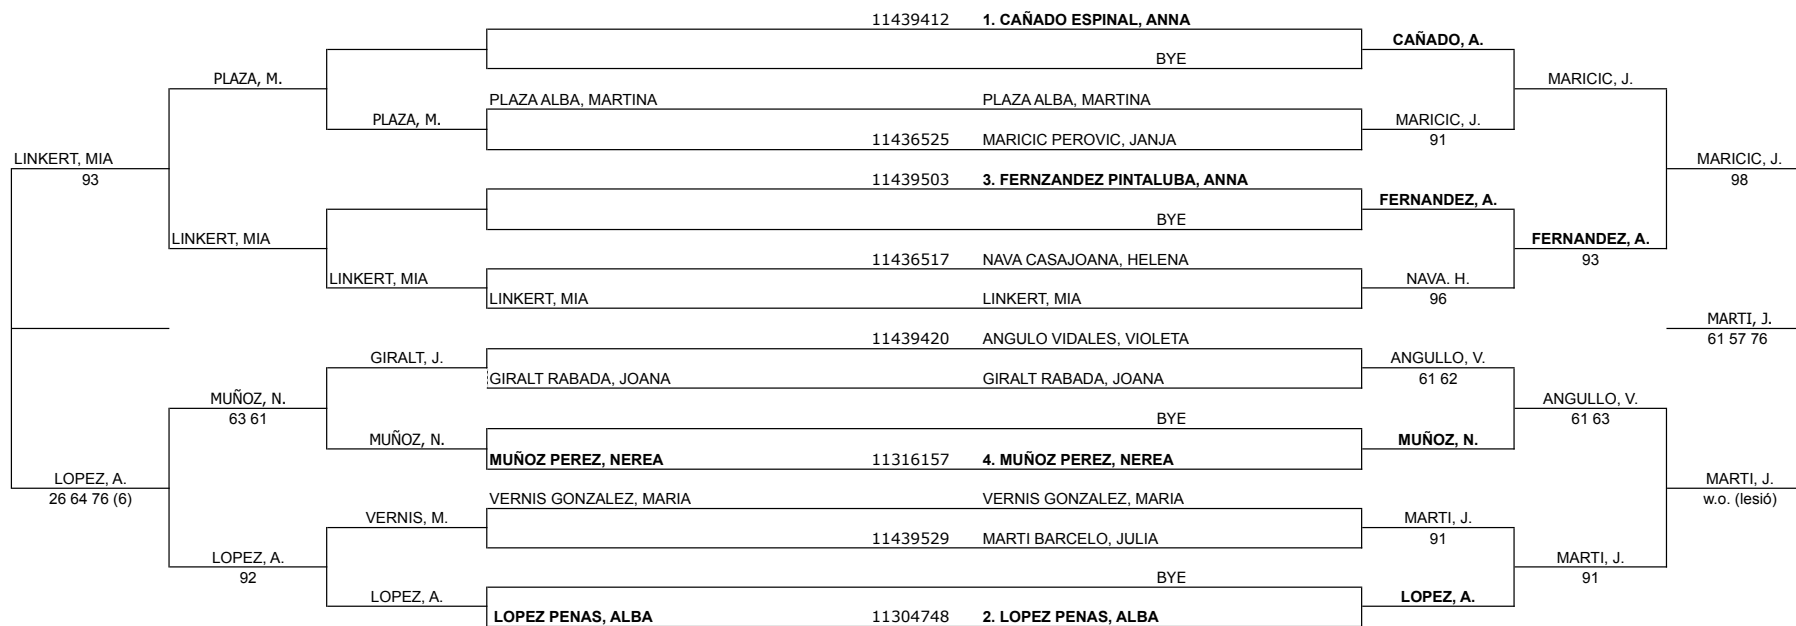 11439412 1. CAÑADO ESPINAL, ANNA
CAÑADO, A.
BYE
PLAZA, M.
MARICIC, J.
PLAZA ALBA, MARTINA PLAZA ALBA, MARTINA
PLAZA, M.
MARICIC, J.
11436525 MARICIC PEROVIC, JANJA
91
LINKERT, MIA
MARICIC, J.
93
11439503 3. FERNZANDEZ PINTALUBA, ANNA
98
FERNANDEZ, A.
BYE
LINKERT, MIA
FERNANDEZ, A.
11436517 NAVA CASAJOANA, HELENA
93
LINKERT, MIA
NAVA. H.
LINKERT, MIA LINKERT, MIA
96
MARTI, J.
11439420 ANGULO VIDALES, VIOLETA
61 57 76
GIRALT, J.
ANGULLO, V.
GIRALT RABADA, JOANA GIRALT RABADA, JOANA
61 62
MUÑOZ, N.
ANGULLO, V.
63 61
BYE
61 63
MUÑOZ, N.
MUÑOZ, N.
MUÑOZ PEREZ, NEREA 11316157 4. MUÑOZ PEREZ, NEREA
LOPEZ, A.
MARTI, J.
26 64 76 (6)
VERNIS GONZALEZ, MARIA VERNIS GONZALEZ, MARIA
w.o. (lesió)
VERNIS, M.
MARTI, J.
11439529 MARTI BARCELO, JULIA
91
LOPEZ, A.
MARTI, J.
92
BYE
91
LOPEZ, A.
LOPEZ, A.
LOPEZ PENAS, ALBA 11304748 2. LOPEZ PENAS, ALBA